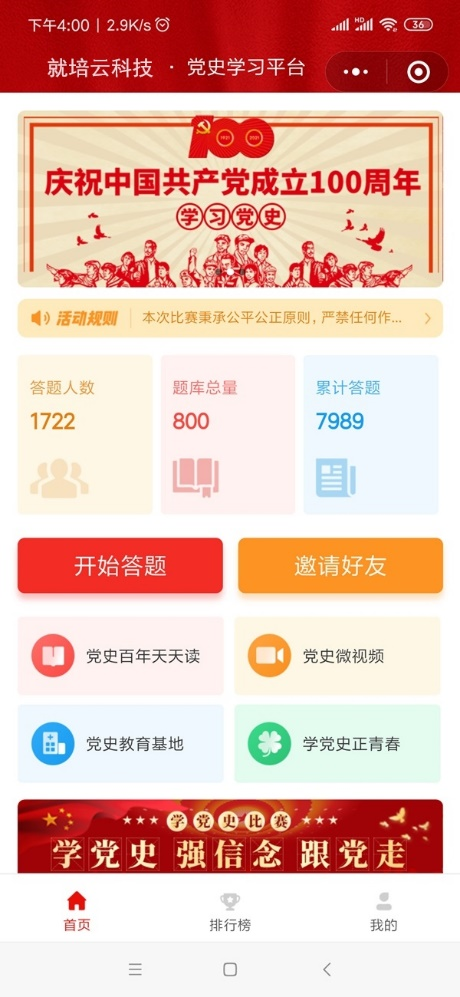 下午4:00 | 2.9K/s
HD
36
就培云科技 · 党史学习平台
100
庆祝中国共产党成立100周年
学习党史
活动规则 本次比赛秉承公平公正原则，严禁任何作...
答题人数 题库总量 累计答题
1722 800 7989
开始答题 邀请好友
党史百年天天读 党史微视频
党史教育基地 学党史正青春
学党史比赛
学党史 强信念 跟党走
首页 排行榜 我的